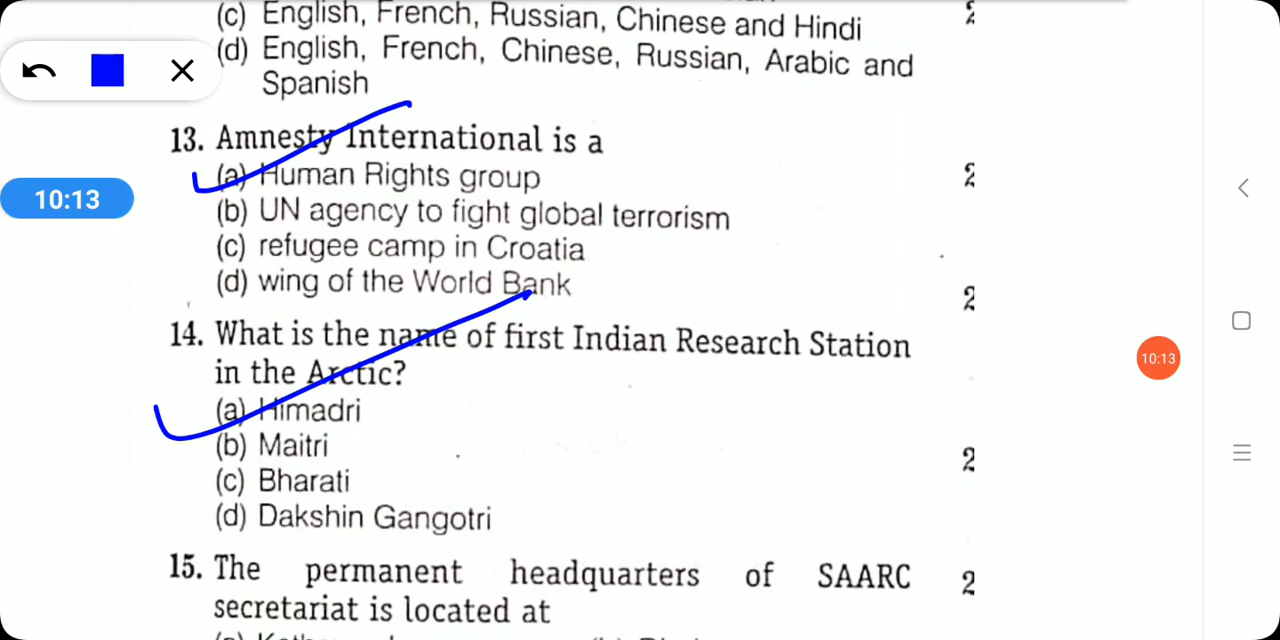 (c) English, French, Russian, Chinese and Hindi
(d) English, French, Chinese, Russian, Arabic and
Spanish
13. Amnesty International is a
(a) Human Rights group
(b) UN agency to fight global terrorism
(c) refugee camp in Croatia
(d) wing of the World Bank
14. What is the name of first Indian Research Station
in the Arctic?
(a) Himadri
(b) Maitri
(c) Bharati
(d) Dakshin Gangotri
15. The permanent headquarters of SAARC
secretariat is located at
10:13
10:13
2
2
2
2
2